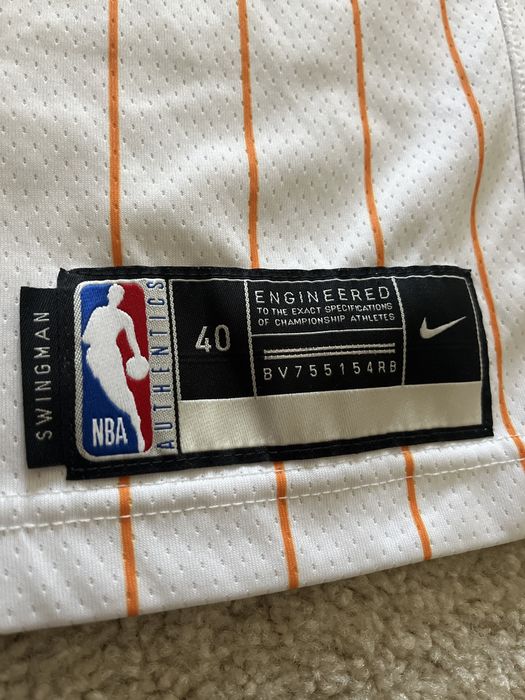 SWINGMAN
NBA
AUTHENTICS
40
ENGINEERED
TO THE EXACT SPECIFICATIONS
OF CHAMPIONSHIP ATHLETES
BV755154RB